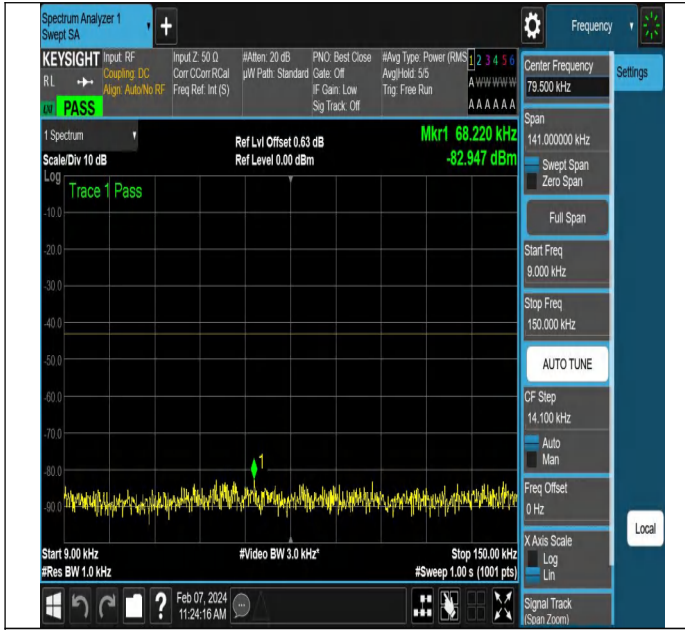 Spectrum Analyzer 1
Swept SA
+
Frequency
KEYSIGHT
RL
LXI
PASS
Input: RF
Coupling: DC
Align: Auto/No RF
Input Z: 50 Ω
Corr CCorr RCal
Freq Ref: Int (S)
#Atten: 20 dB
µW Path: Standard
PNO: Best Close
Gate: Off
IF Gain: Low
Sig Track: Off
#Avg Type: Power (RMS
Avg|Hold: 5/5
Trig: Free Run
1 2 3 4 5 6
A W W W W W
A A A A A A
Center Frequency
79.500 kHz
Settings
Span
141.000000 kHz
Swept Span
Zero Span
Full Span
Start Freq
9.000 kHz
Stop Freq
150.000 kHz
AUTO TUNE
CF Step
14.100 kHz
Auto
Man
Freq Offset
0 Hz
X Axis Scale
Log
Lin
Signal Track
(Span Zoom)
Local
1 Spectrum
Scale/Div 10 dB
Ref Lvl Offset 0.63 dB
Ref Level 0.00 dBm
Mkr1 68.220 kHz
-82.947 dBm
Log
Trace 1 Pass
-10.0
-20.0
-30.0
-40.0
-50.0
-60.0
-70.0
-80.0
-90.0
1
Start 9.00 kHz
#Res BW 1.0 kHz
#Video BW 3.0 kHz*
Stop 150.00 kHz
#Sweep 1.00 s (1001 pts)
?
Feb 07, 2024
11:24:16 AM